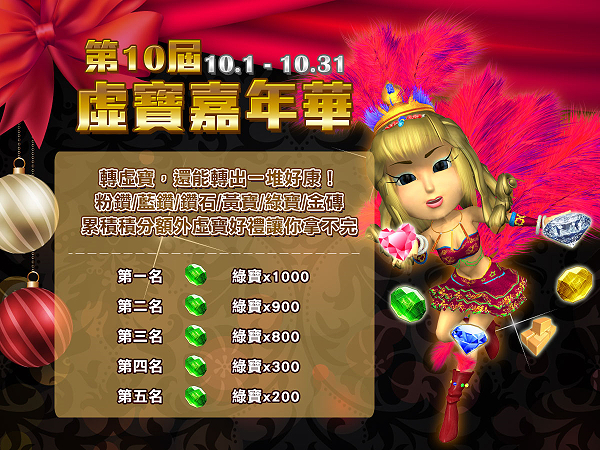 第10屆 10.1 - 10.31
虛寶嘉年華
轉虛寶，還能轉出一堆好康！
粉鑽/藍鑽/鑽石/黃寶/綠寶/金磚
累積積分額外虛寶好禮讓你拿不完
第一名 綠寶x1000
第二名 綠寶x900
第三名 綠寶x800
第四名 綠寶x300
第五名 綠寶x200